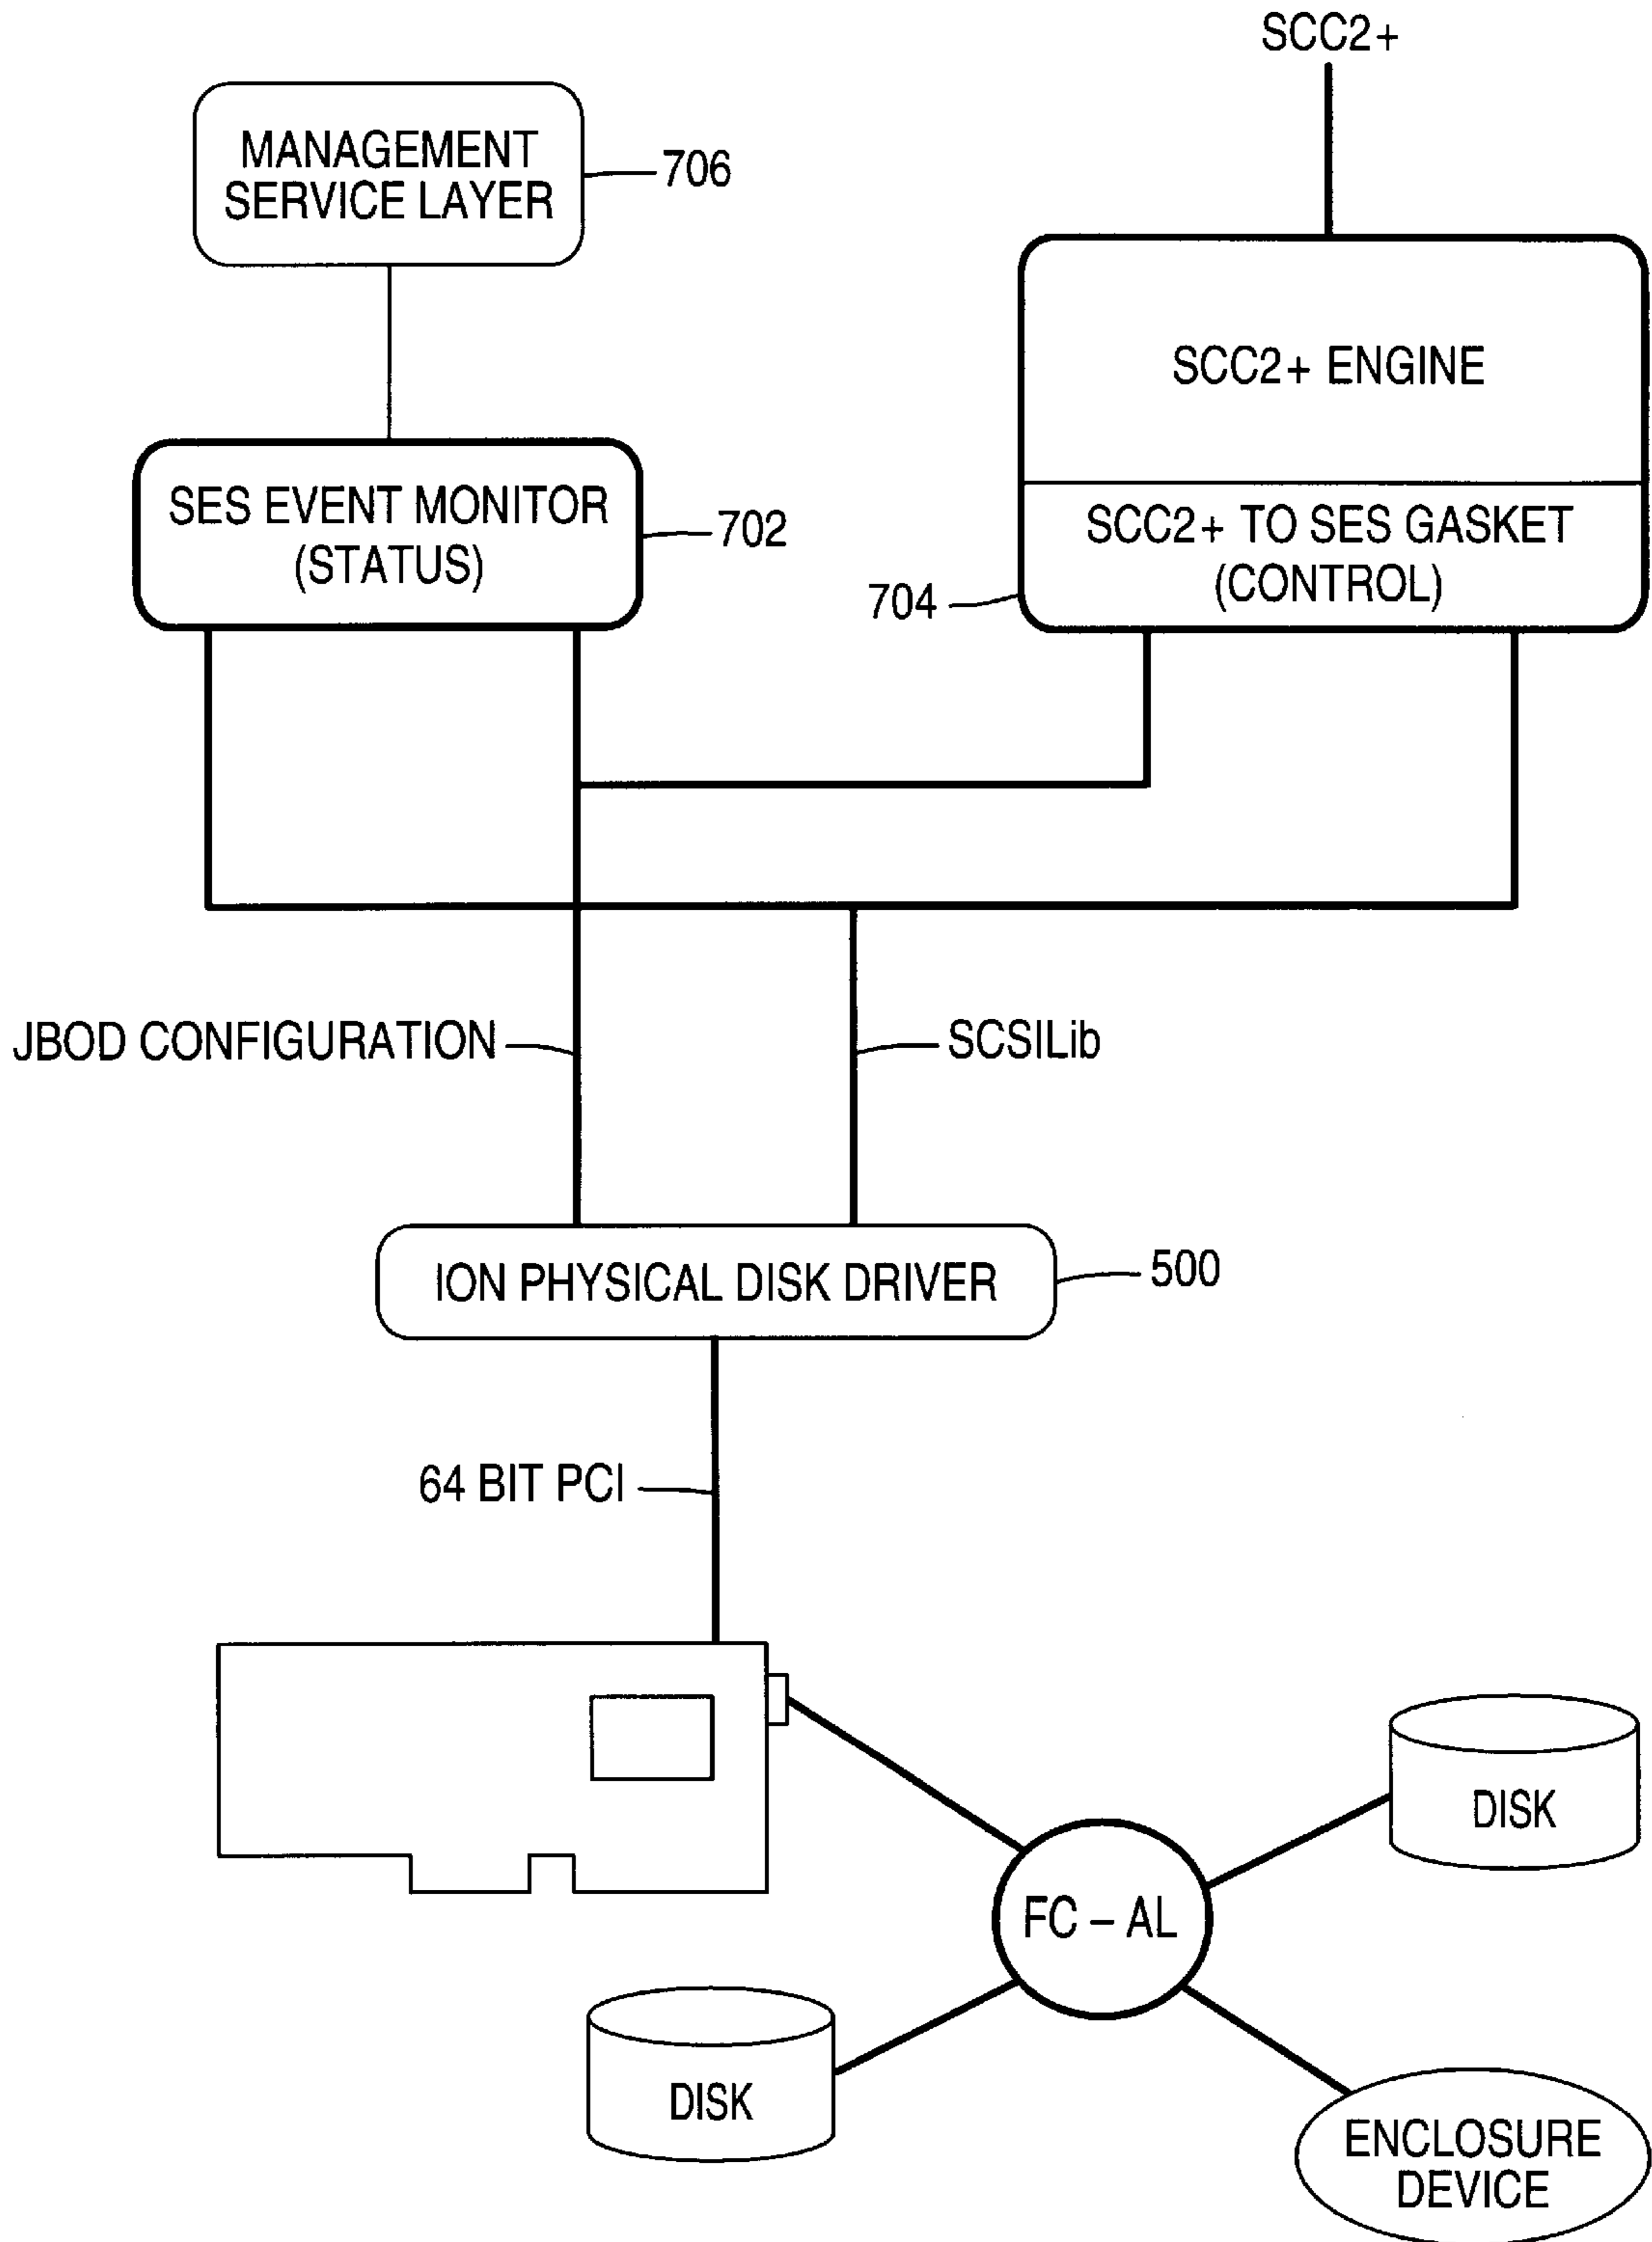 SCC2+
MANAGEMENT
SERVICE LAYER
706
SCC2+ ENGINE
SES EVENT MONITOR
(STATUS)
702
SCC2+ TO SES GASKET
(CONTROL)
704
JBOD CONFIGURATION
SCSILib
ION PHYSICAL DISK DRIVER
500
64 BIT PCI
DISK
FC – AL
DISK
ENCLOSURE
DEVICE